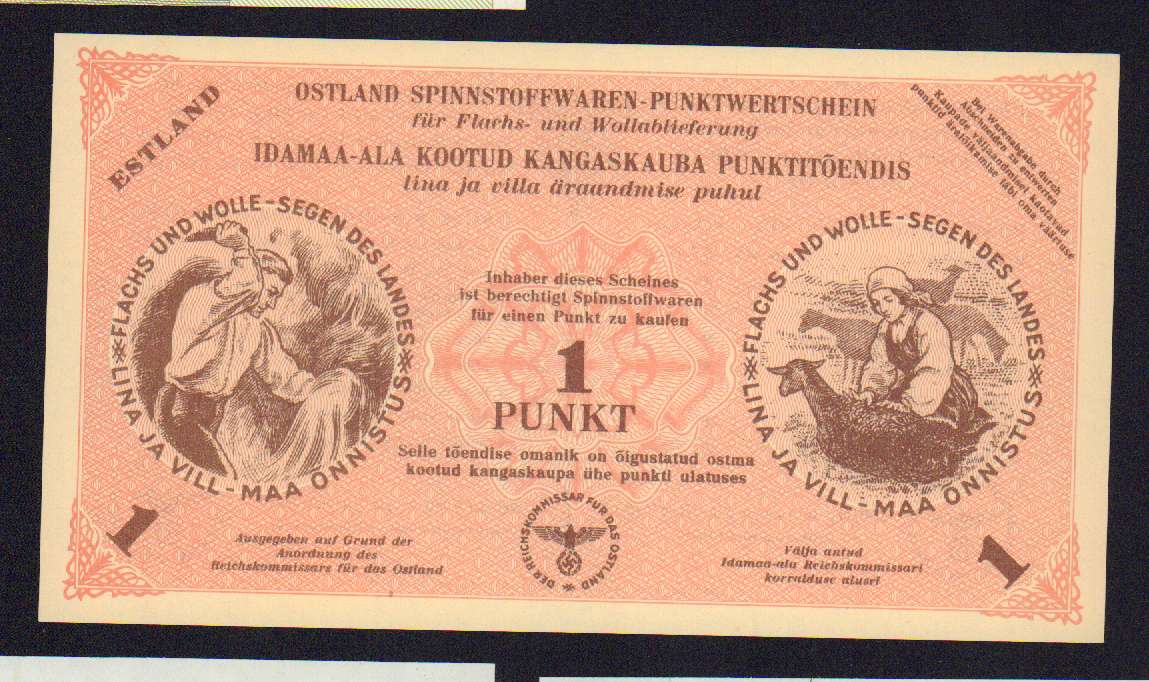 ESTLAND
OSTLAND SPINNSTOFFWAREN-PUNKTWERTSCHEIN
für Flachs- und Wollablieferung
IDAMAA-ALA KOOTUD KANGASKAUBA PUNKTITÕENDIS
lina ja villa äraandmise puhul
Bei Warenabgabe durch
Abschneiden zu entwerten
Kaupade väljaandmisel kaotavad
punktid äralõikamise läbi oma väärtuse
FLACHS UND WOLLE-SEGEN DES LANDES
LINA JA VILL-MAA ÕNNISTUS
Inhaber dieses Scheines
ist berechtigt Spinnstoffwaren
für einen Punkt zu kaufen
1
PUNKT
Selle tõendise omanik on õigustatud ostma
kootud kangaskaupa ühe punkti ulatuses
FLACHS UND WOLLE-SEGEN DES LANDES
LINA JA VILL-MAA ÕNNISTUS
1
Ausgegeben auf Grund der
Anordnung des
Reichskommissars für das Ostland
DER REICHSKOMMISSAR FÜR DAS OSTLAND
Välja antud
Idamaa-ala Reichskommissari
korralduse alusel
1